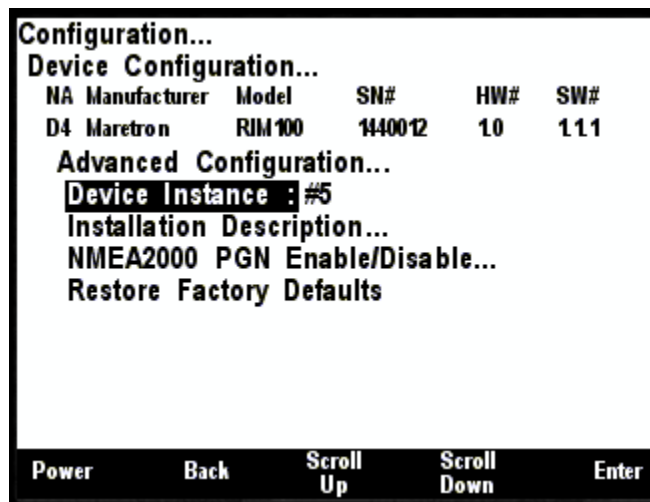 Configuration...
Device Configuration...
NA Manufacturer Model SN# HW# SW#
D4 Maretron RIM100 1440012 1.0 1.1.1
Advanced Configuration...
Device Instance : #5
Installation Description...
NMEA2000 PGN Enable/Disable...
Restore Factory Defaults
Power Back Scroll Up Scroll Down Enter